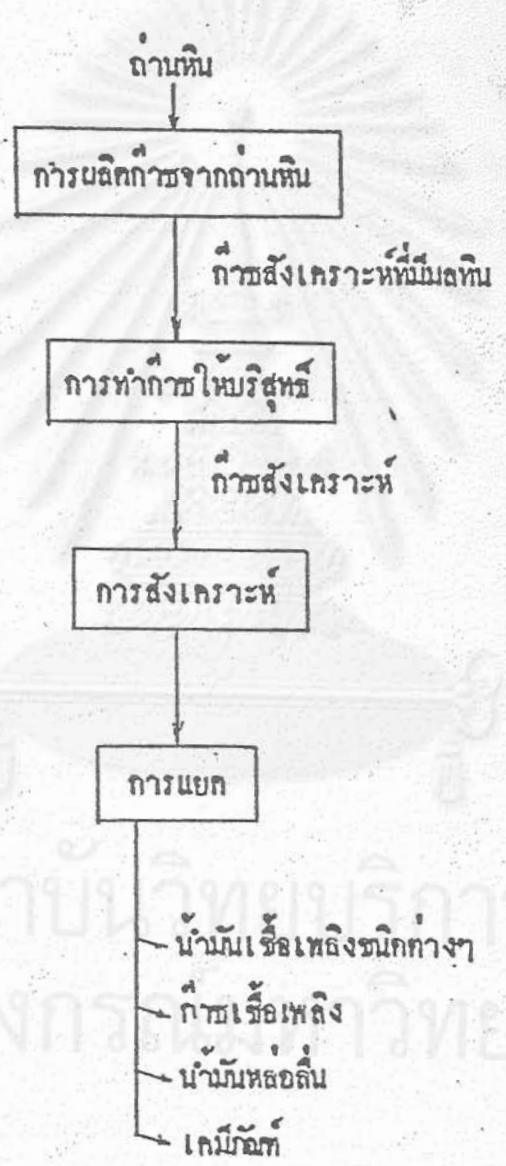 ถ่านหิน
การผลิตก๊าซจากถ่านหิน
ก๊าซสังเคราะห์ที่มีมลทิน
การทำก๊าซให้บริสุทธิ์
ก๊าซสังเคราะห์
การสังเคราะห์
การแยก
น้ำมันเชื้อเพลิงชนิดต่างๆ
ก๊าซเชื้อเพลิง
น้ำมันหล่อลื่น
เคมีภัณฑ์